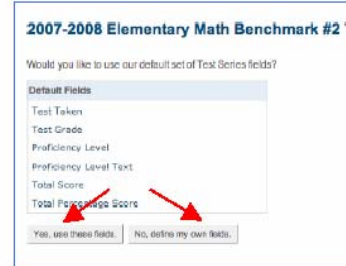 2007-2008 Elementary Math Benchmark #2
Would you like to use our default set of Test Series fields?
Default Fields
Test Taken
Test Grade
Proficiency Level
Proficiency Level Text
Total Score
Total Percentage Score
Yes, use these fields. No, define my own fields.